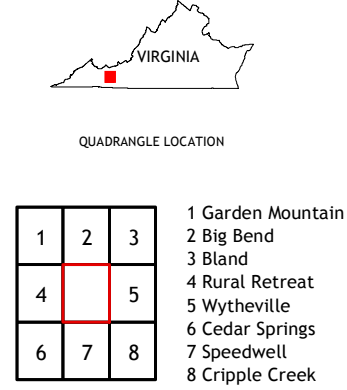 VIRGINIA
QUADRANGLE LOCATION
1 2 3
4 5
6 7 8
1 Garden Mountain
2 Big Bend
3 Bland
4 Rural Retreat
5 Wytheville
6 Cedar Springs
7 Speedwell
8 Cripple Creek